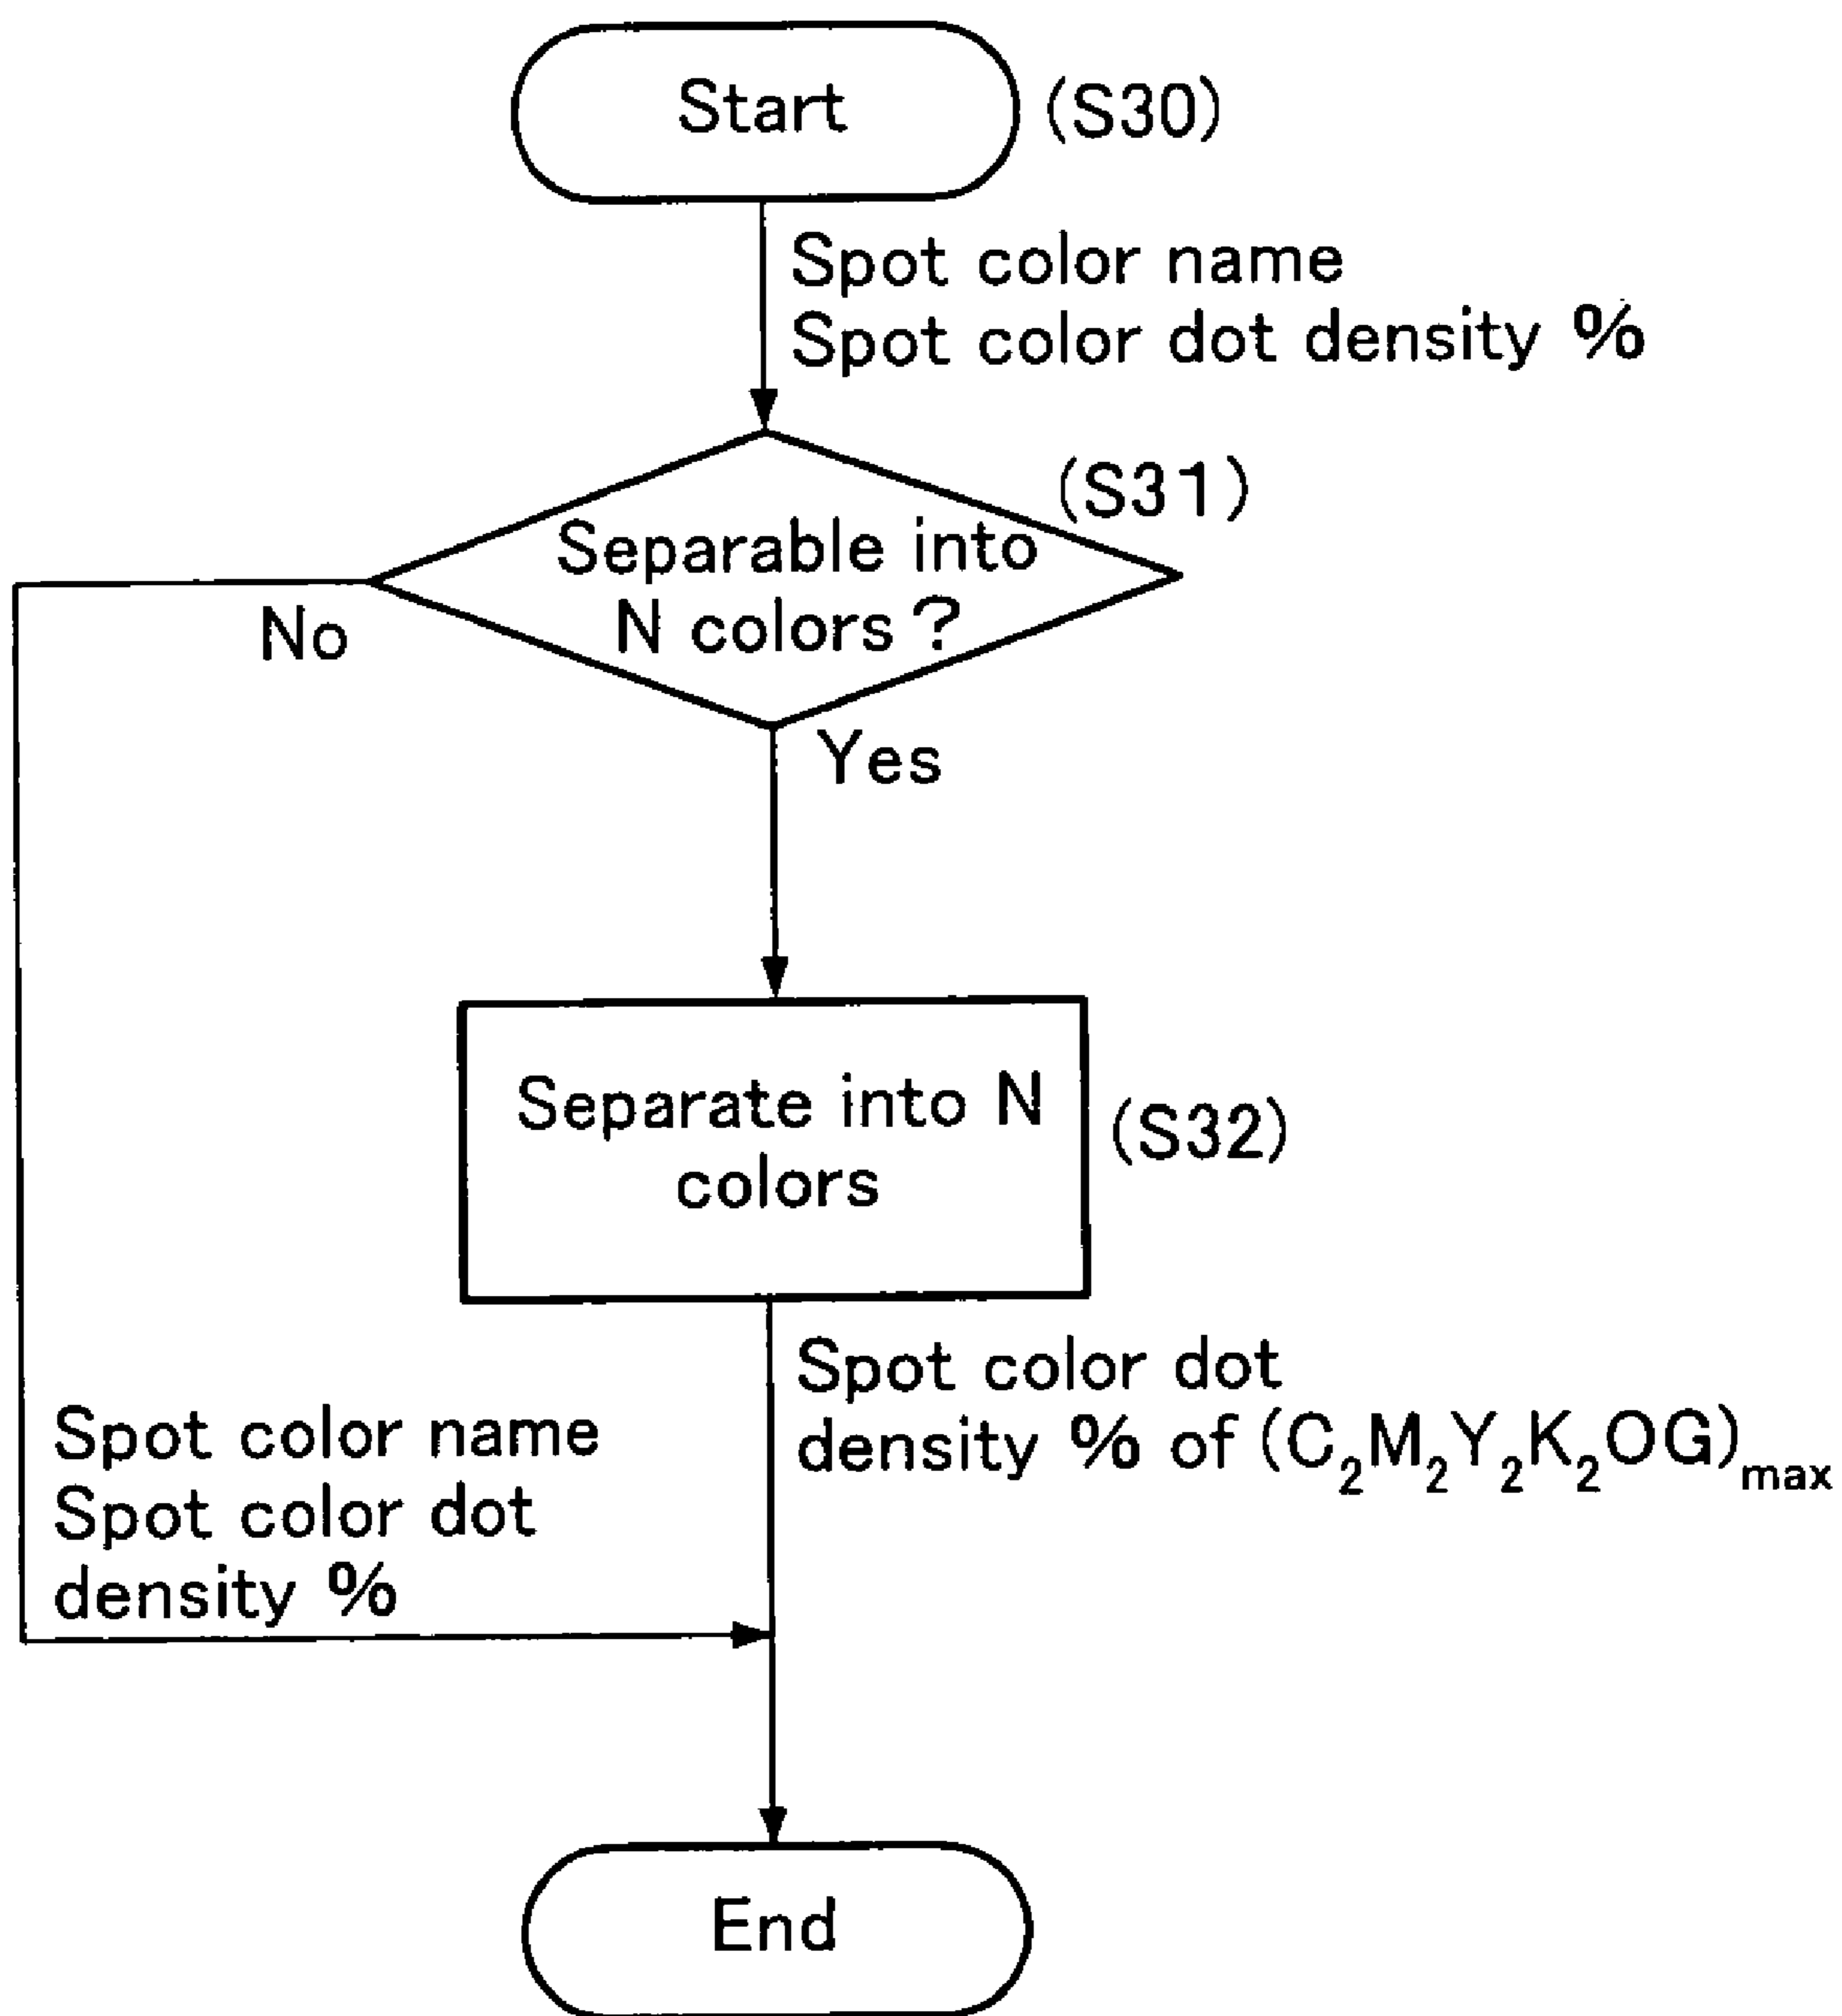 Start
(S30)
Spot color name
Spot color dot density %
(S31)
Separable into
N colors ?
No
Yes
Separate into N
colors
(S32)
Spot color dot
density % of (C₂M₂Y₂K₂OG)max
Spot color name
Spot color dot
density %
End